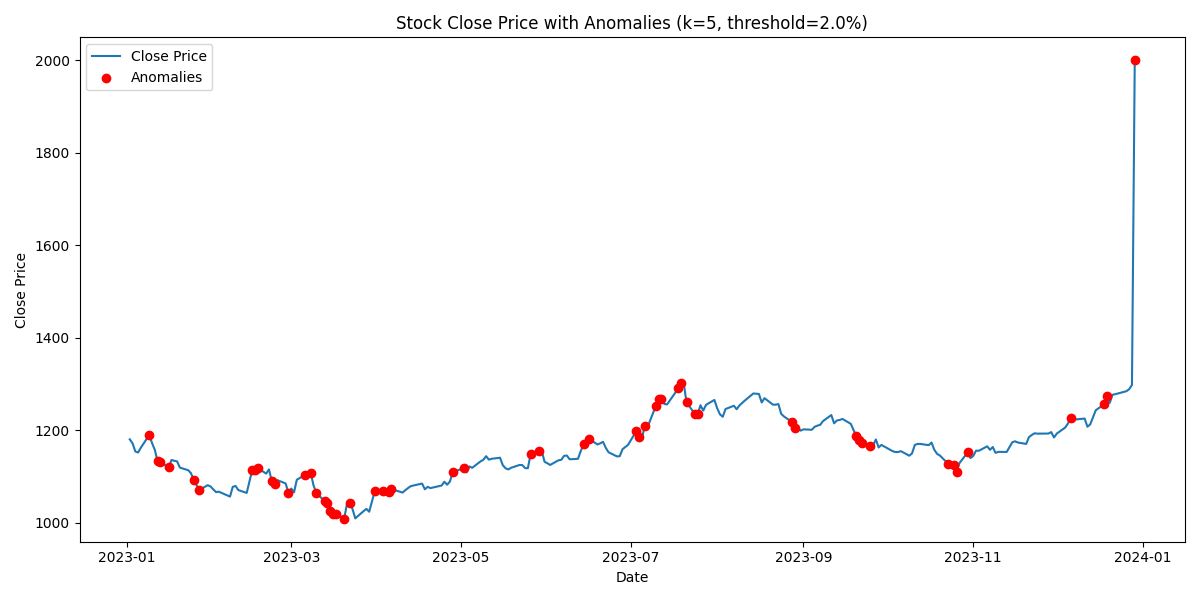 Stock Close Price with Anomalies (k=5, threshold=2.0%)
Close Price
Anomalies
2000
1800
1600
1400
1200
1000
Close Price
2023-01
2023-03
2023-05
2023-07
2023-09
2023-11
2024-01
Date